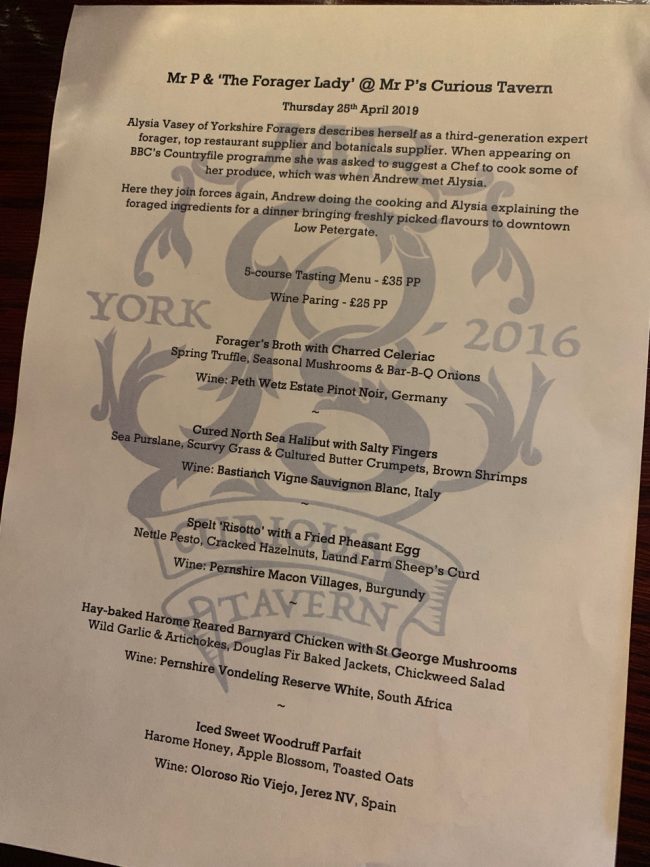 Mr P & 'The Forager Lady' @ Mr P's Curious Tavern
Thursday 25th April 2019
Alysia Vasey of Yorkshire Foragers describes herself as a third-generation expert
forager, top restaurant supplier and botanicals supplier. When appearing on
BBC's Countryfile programme she was asked to suggest a Chef to cook some of
her produce, which was when Andrew met Alysia.
Here they join forces again, Andrew doing the cooking and Alysia explaining the
foraged ingredients for a dinner bringing freshly picked flavours to downtown
Low Petergate.
5-course Tasting Menu - £35 PP
Wine Paring - £25 PP
YORK 2016
Forager's Broth with Charred Celeriac
Spring Truffle, Seasonal Mushrooms & Bar-B-Q Onions
Wine: Peth Wetz Estate Pinot Noir, Germany
~
Cured North Sea Halibut with Salty Fingers
Sea Purslane, Scurvy Grass & Cultured Butter Crumpets, Brown Shrimps
Wine: Bastianch Vigne Sauvignon Blanc, Italy
~
Spelt 'Risotto' with a Fried Pheasant Egg
Nettle Pesto, Cracked Hazelnuts, Laund Farm Sheep's Curd
CURIOUS
Wine: Pernshire Macon Villages, Burgundy
~
TAVERN
Hay-baked Harome Reared Barnyard Chicken with St George Mushrooms
Wild Garlic & Artichokes, Douglas Fir Baked Jackets, Chickweed Salad
Wine: Pernshire Vondeling Reserve White, South Africa
~
Iced Sweet Woodruff Parfait
Harome Honey, Apple Blossom, Toasted Oats
Wine: Oloroso Rio Viejo, Jerez NV, Spain